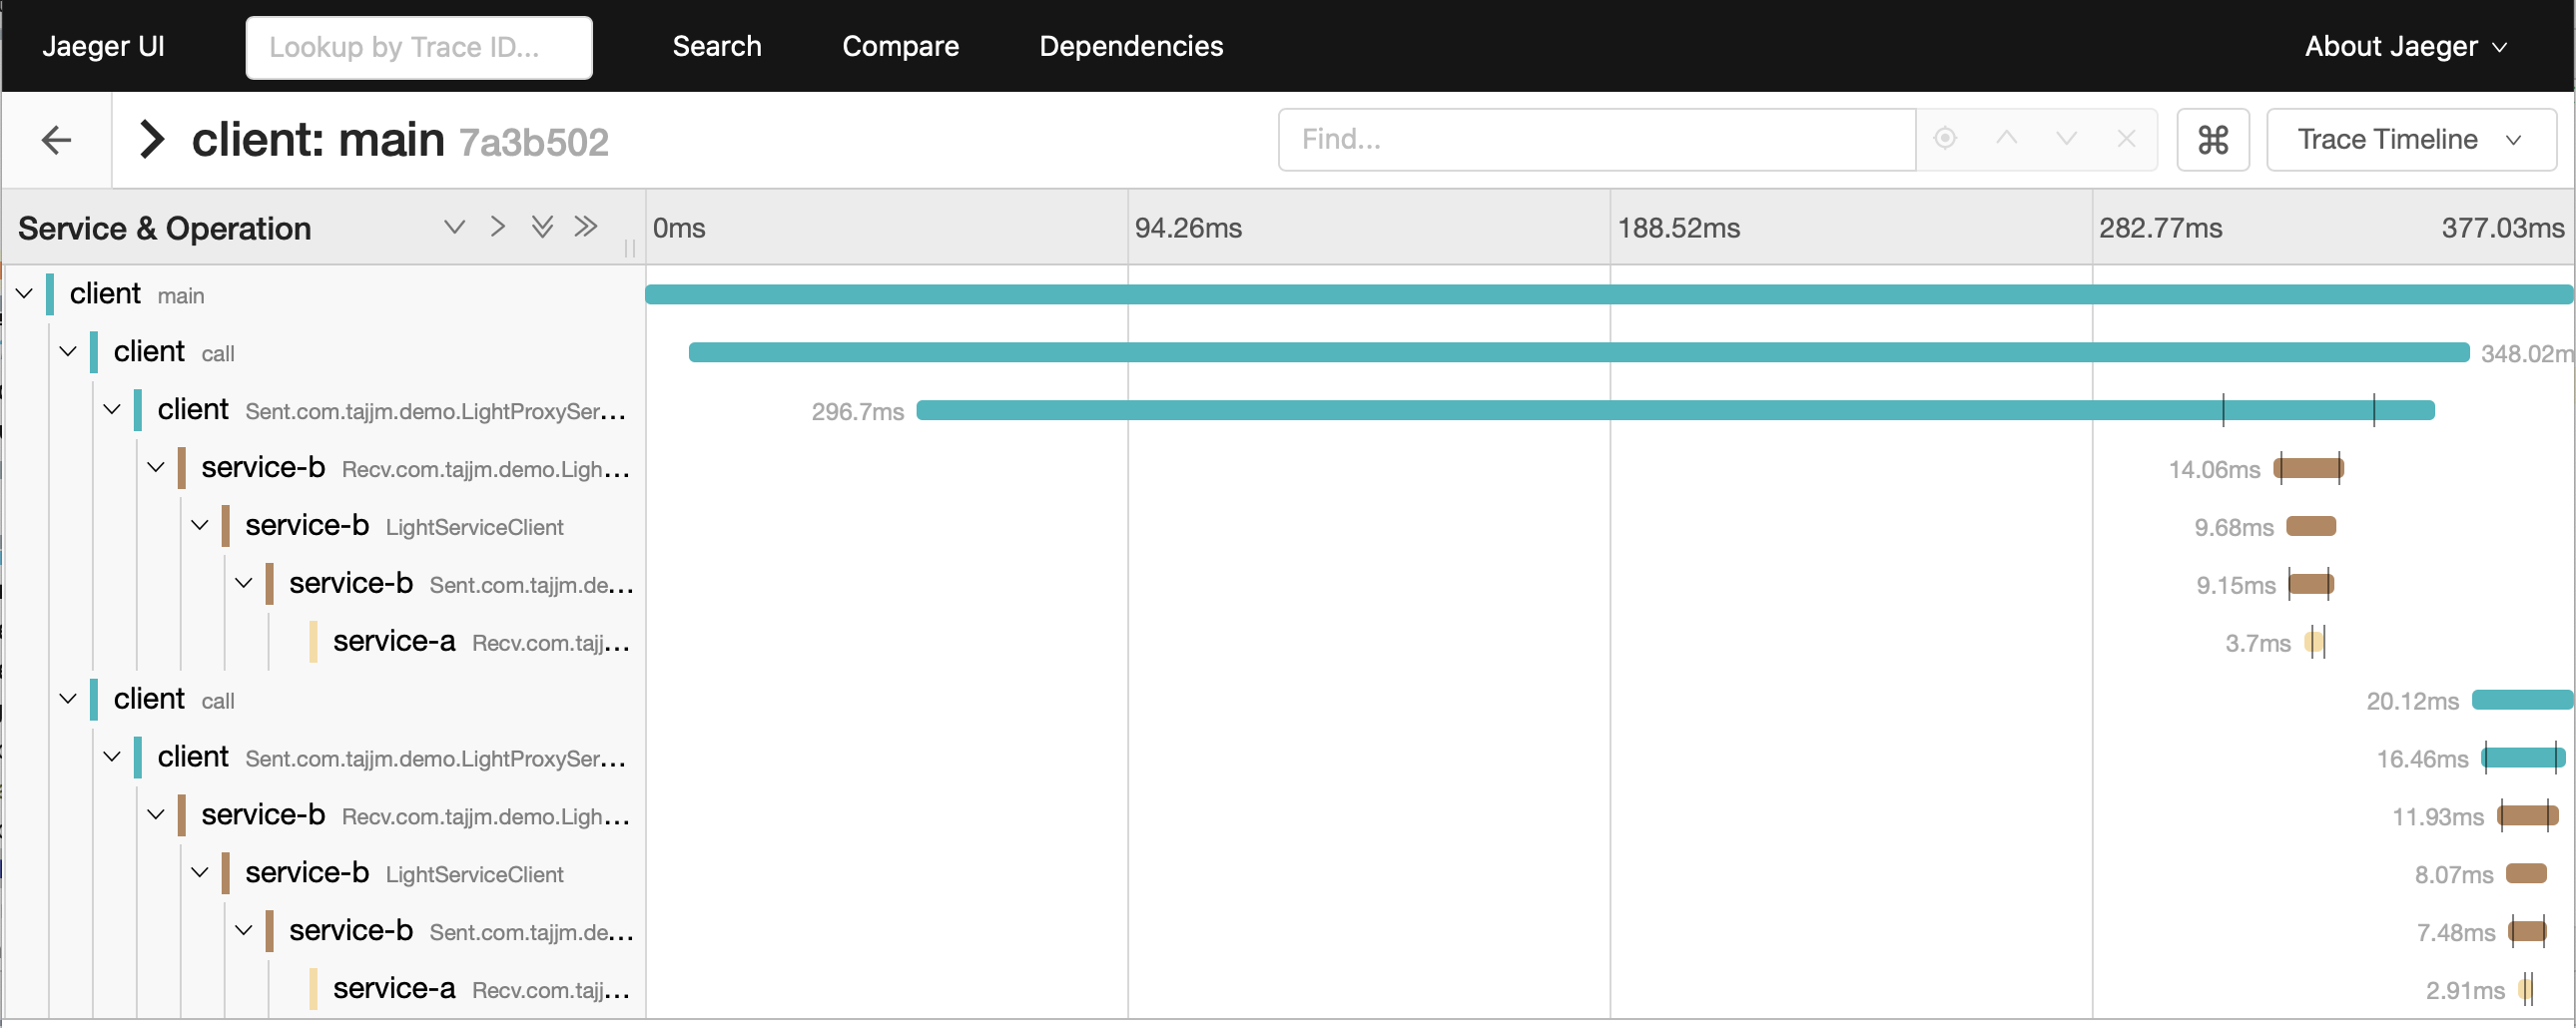 Jaeger UI Lookup by Trace ID... Search Compare Dependencies About Jaeger
client: main 7a3b502 Find... Trace Timeline
Service & Operation 0ms 94.26ms 188.52ms 282.77ms 377.03ms
client main
client call 348.02m
client Sent.com.tajjm.demo.LightProxySer... 296.7ms
service-b Recv.com.tajjm.demo.Ligh... 14.06ms
service-b LightServiceClient 9.68ms
service-b Sent.com.tajjm.de... 9.15ms
service-a Recv.com.tajj... 3.7ms
client call 20.12ms
client Sent.com.tajjm.demo.LightProxySer... 16.46ms
service-b Recv.com.tajjm.demo.Ligh... 11.93ms
service-b LightServiceClient 8.07ms
service-b Sent.com.tajjm.de... 7.48ms
service-a Recv.com.tajj... 2.91ms